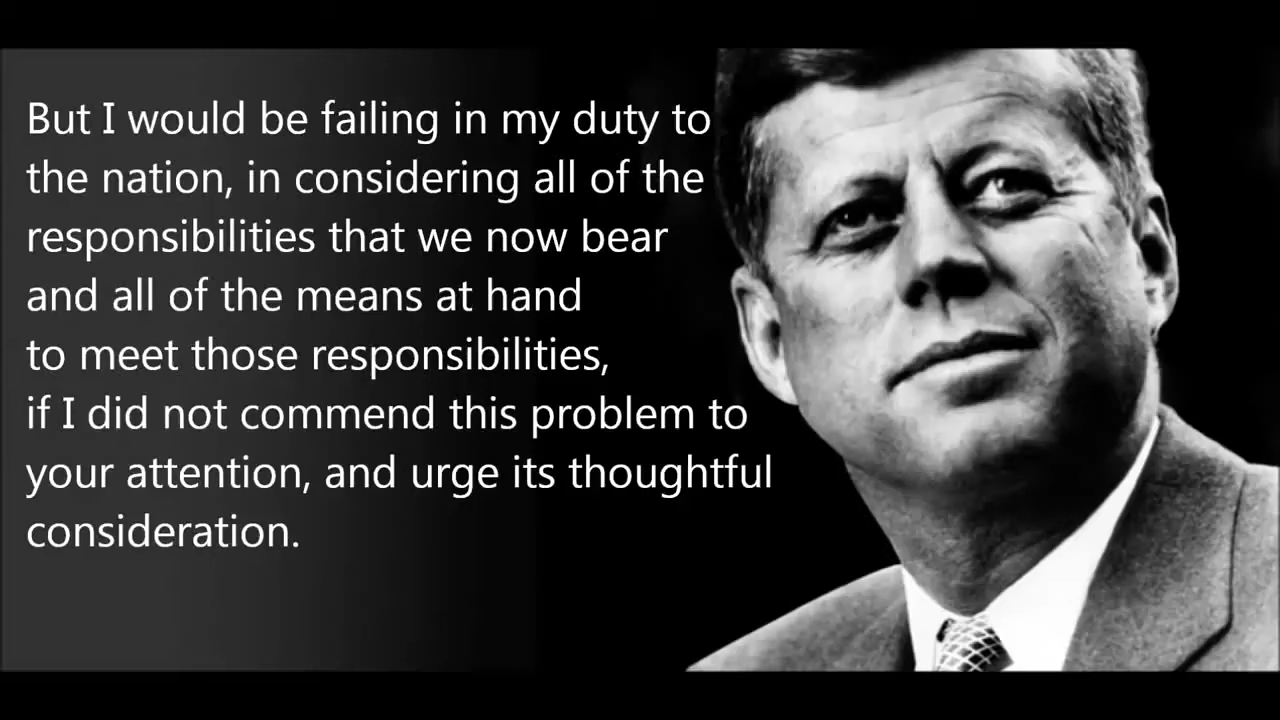 But I would be failing in my duty to
the nation, in considering all of the
responsibilities that we now bear
and all of the means at hand
to meet those responsibilities,
if I did not commend this problem to
your attention, and urge its thoughtful
consideration.